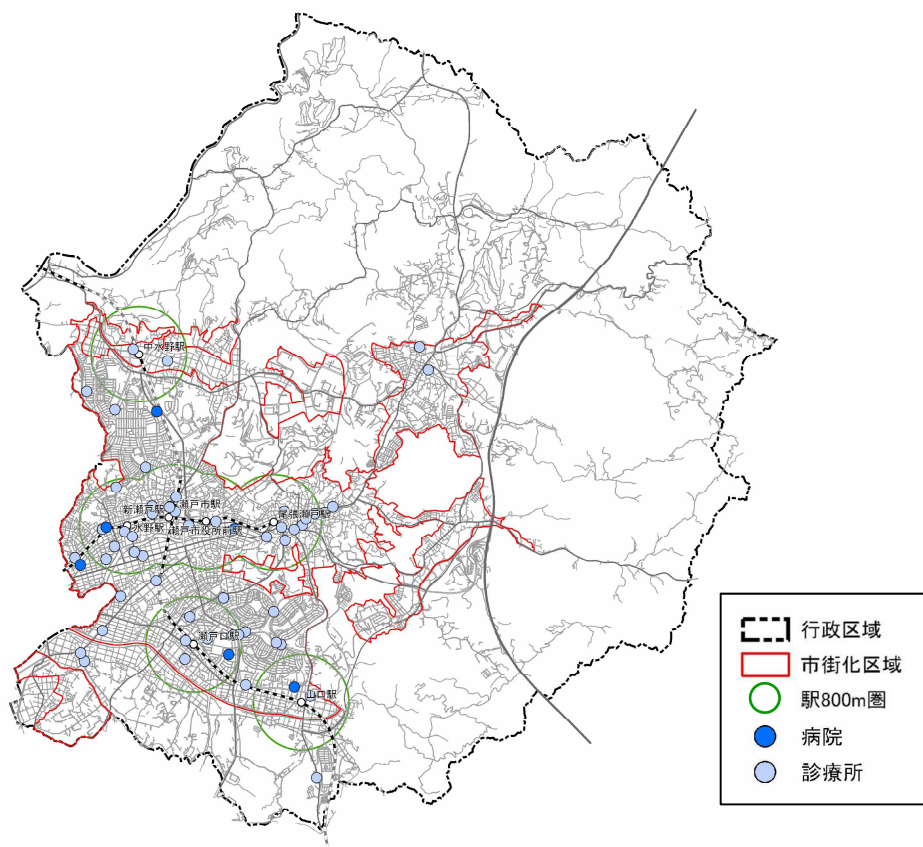 中水野駅
新瀬戸駅
瀬戸市駅
尾張瀬戸駅
水野駅
瀬戸市役所前駅
瀬戸口駅
山口駅
行政区域
市街化区域
駅800m圏
病院
診療所